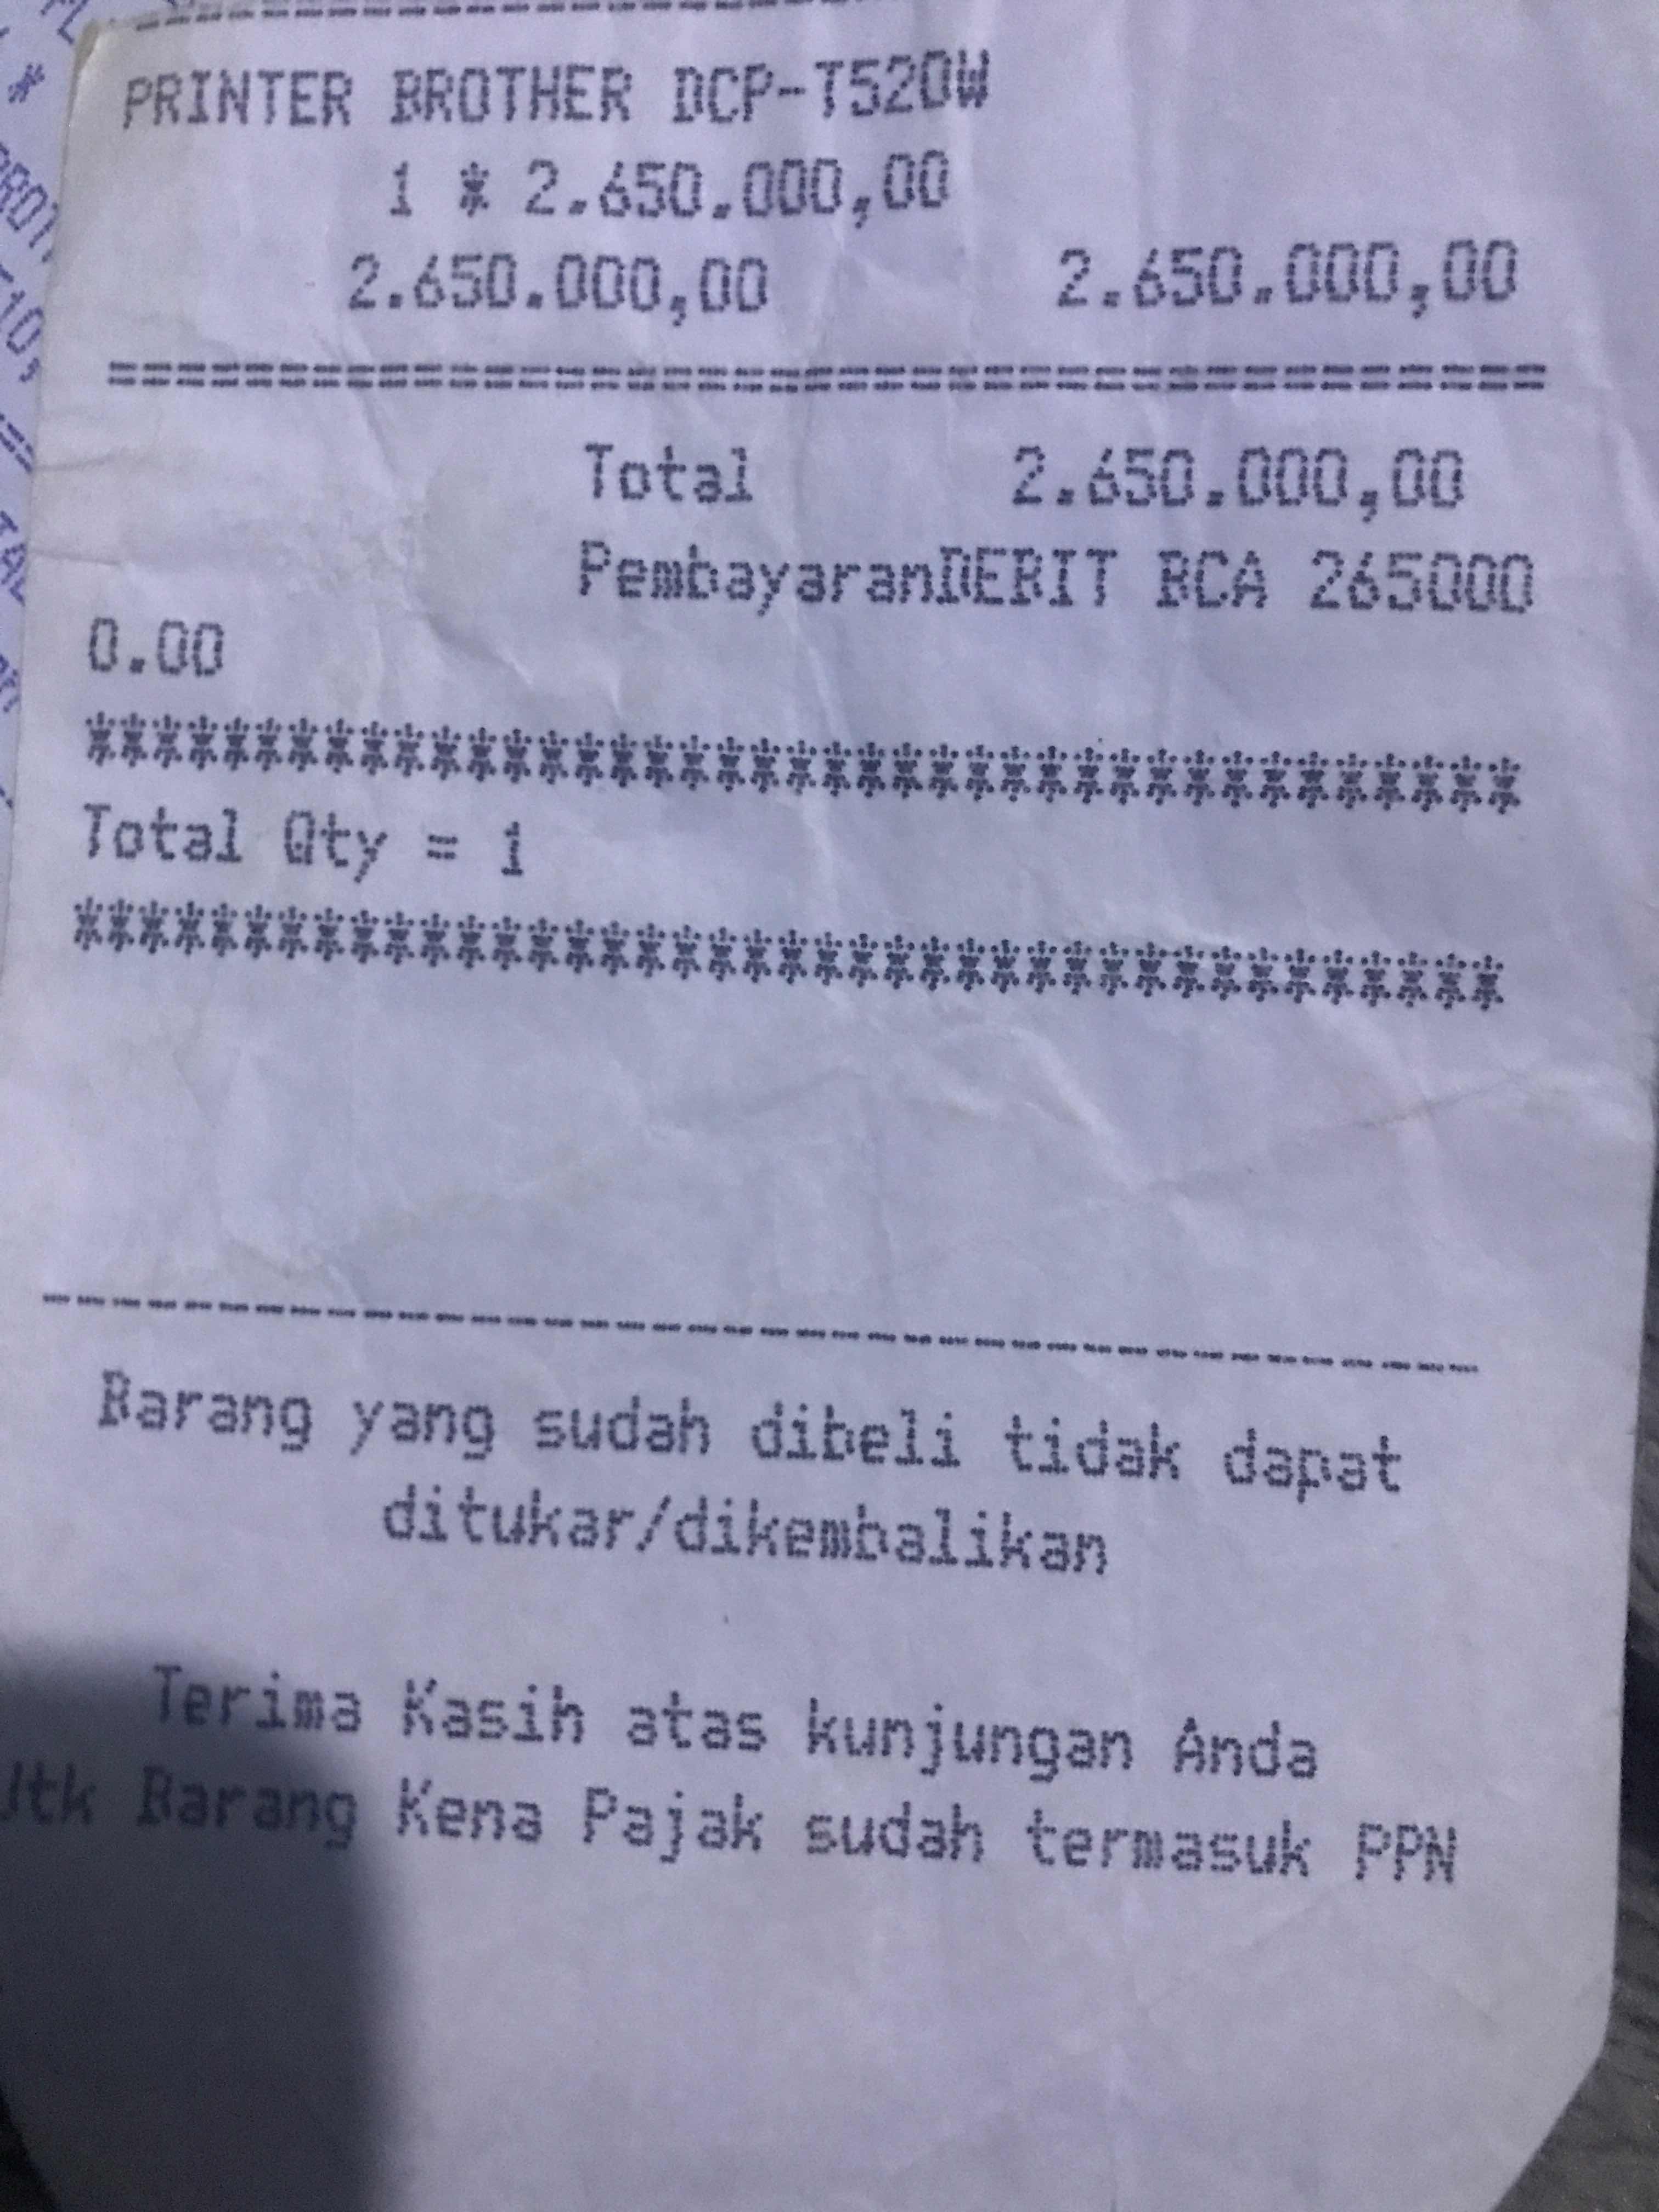 PRINTER BROTHER DCP-T520W
1 * 2.650.000,00
2.650.000,00 2.650.000,00
Total 2.650.000,00
PembayaranDEBIT BCA 265000
0.00
****************************************
Total Qty = 1
****************************************
Barang yang sudah dibeli tidak dapat
ditukar/dikembalikan
Terima Kasih atas kunjungan Anda
Utk Barang Kena Pajak sudah termasuk PPN